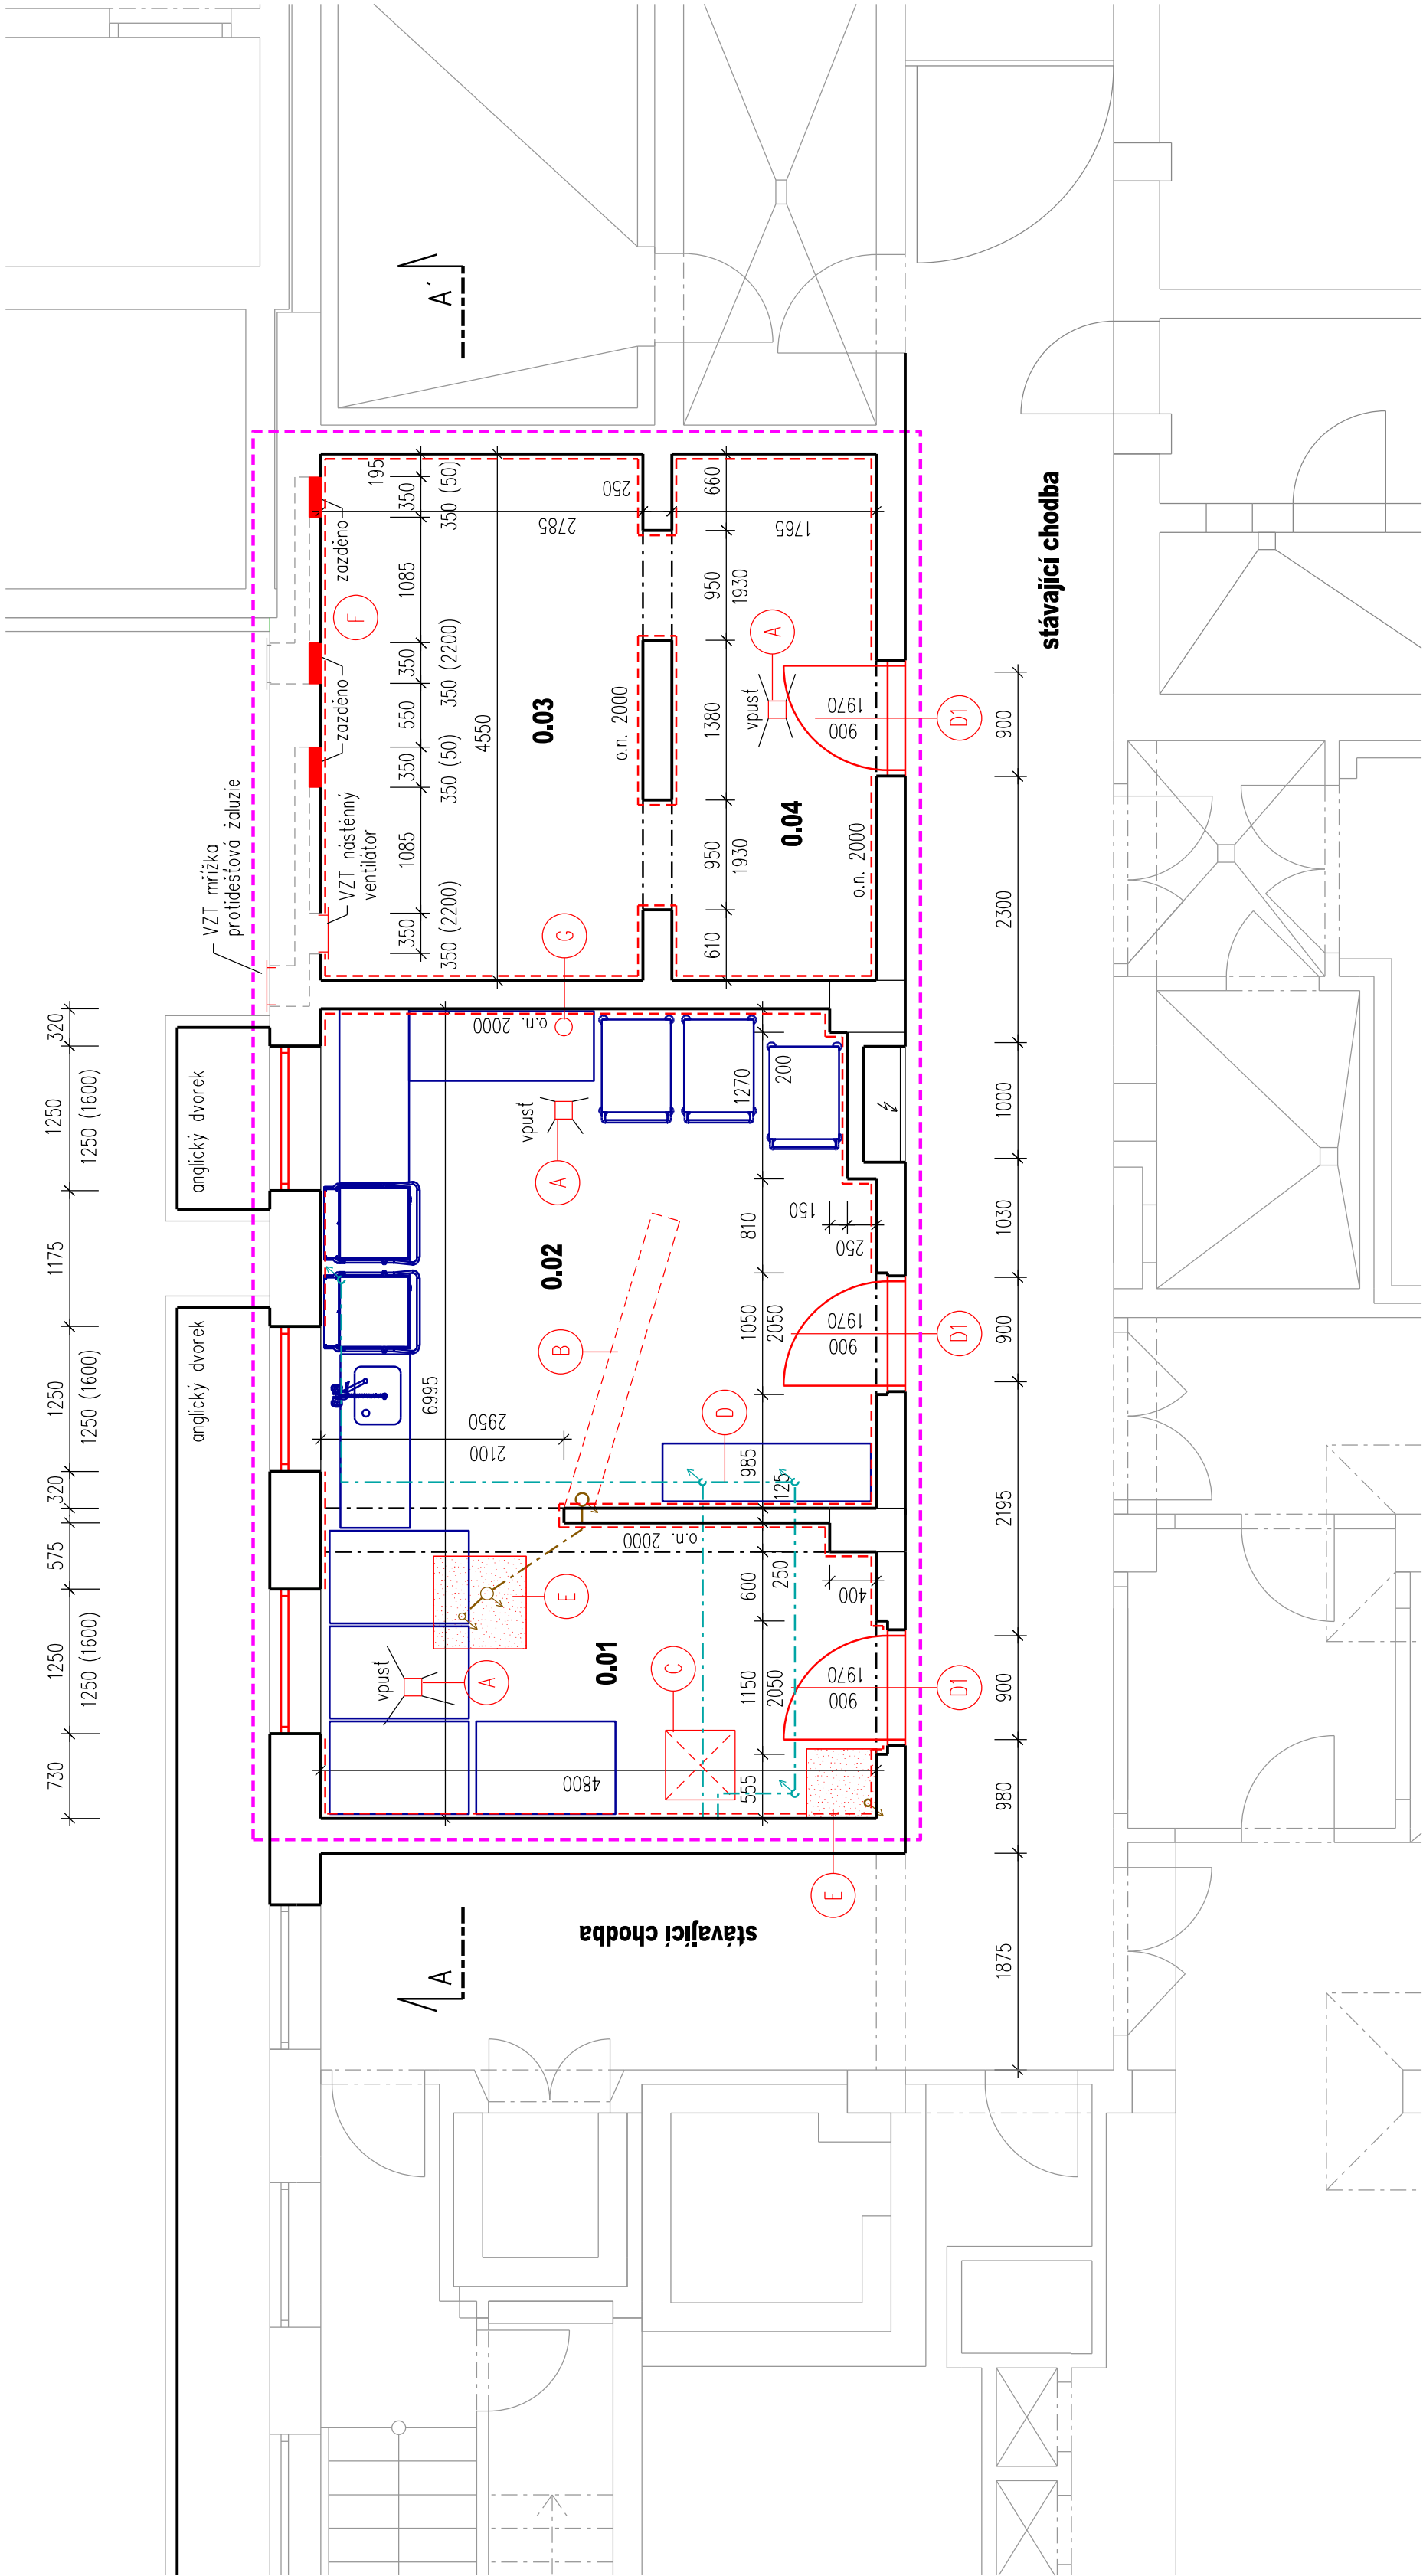 320
1250
1250 (1600)
1175
1250
1250 (1600)
320
575
1250
1250 (1600)
730
anglický dvorek
anglický dvorek
VZT mřížka
protidešťová žaluzie
VZT nástěnný
ventilátor
zazděno
zazděno
F
195
350
350 (50)
1085
350
350 (2200)
550
350
350 (50)
1085
350
350 (2200)
4550
0.03
250
2785
o.n. 2000
660
950
1930
1380
950
1930
610
1765
vpusť
A
0.04
o.n. 2000
1970
900
D1
G
o.n. 2000
vpusť
A
1270
200
810
150
250
0.02
B
1050
2050
1970
900
D1
6995
2950
2100
D
985
125
o.n. 2000
600
250
400
E
0.01
vpusť
A
C
1150
2050
1970
900
D1
4800
555
E
A´
A
stávající chodba
stávající chodba
900
2300
1000
1030
900
2195
900
980
1875